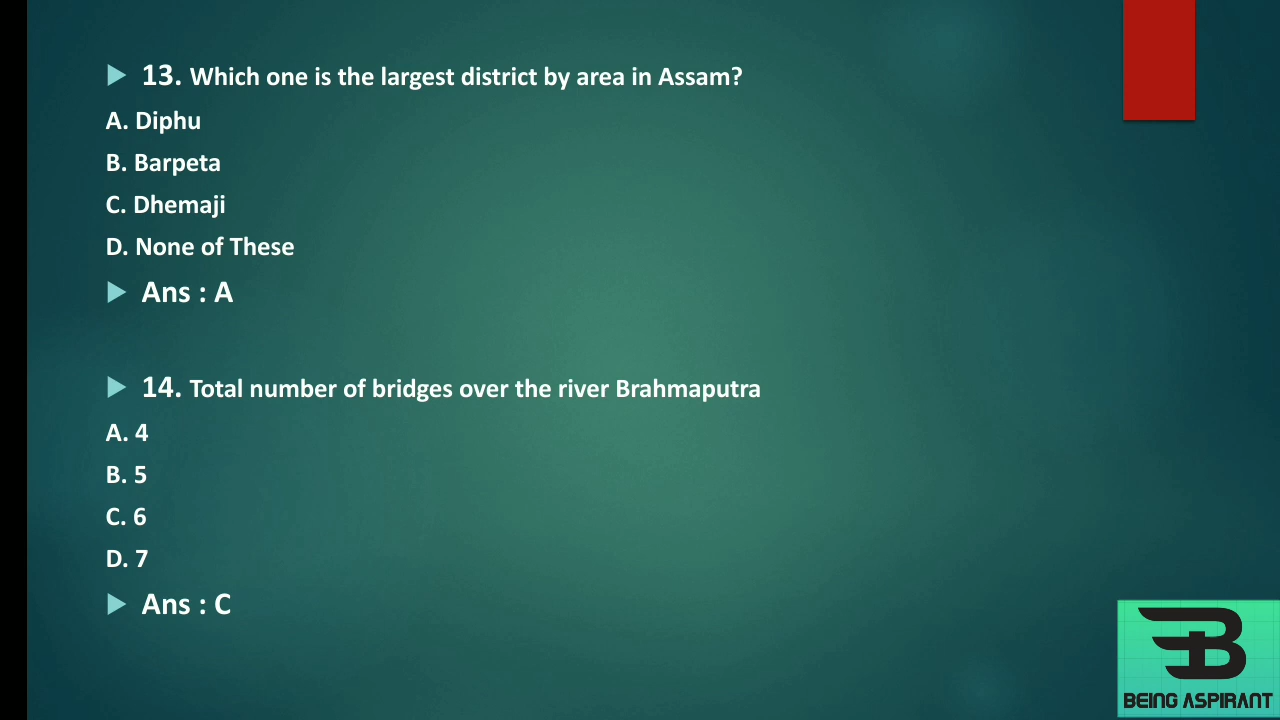 13. Which one is the largest district by area in Assam?
A. Diphu
B. Barpeta
C. Dhemaji
D. None of These
Ans : A
14. Total number of bridges over the river Brahmaputra
A. 4
B. 5
C. 6
D. 7
Ans : C
BEING ASPIRANT